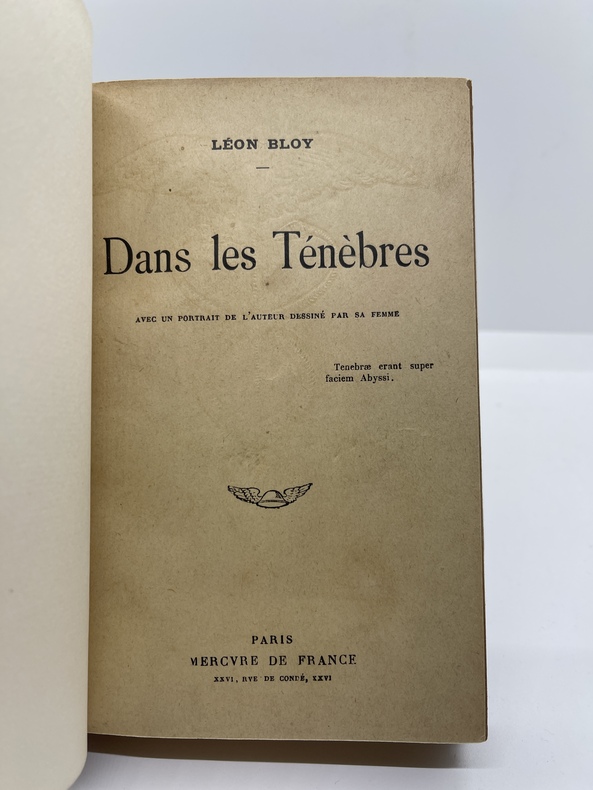 LÉON BLOY
Dans les Ténèbres
AVEC UN PORTRAIT DE L'AUTEUR DESSINÉ PAR SA FEMME
Tenebræ erant super
faciem Abyssi.
PARIS
MERCVRE DE FRANCE
XXVI, RVE DE CONDÉ, XXVI